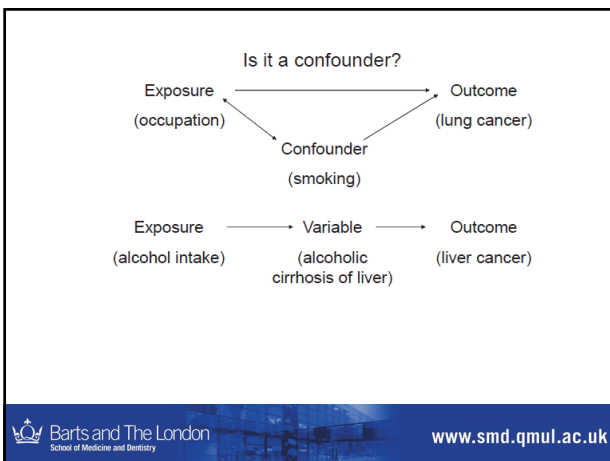 Is it a confounder?
Exposure Outcome
(occupation) (lung cancer)
Confounder
(smoking)
Exposure Variable Outcome
(alcohol intake) (alcoholic (liver cancer)
cirrhosis of liver)
Barts and The London
School of Medicine and Dentistry
www.smd.qmul.ac.uk